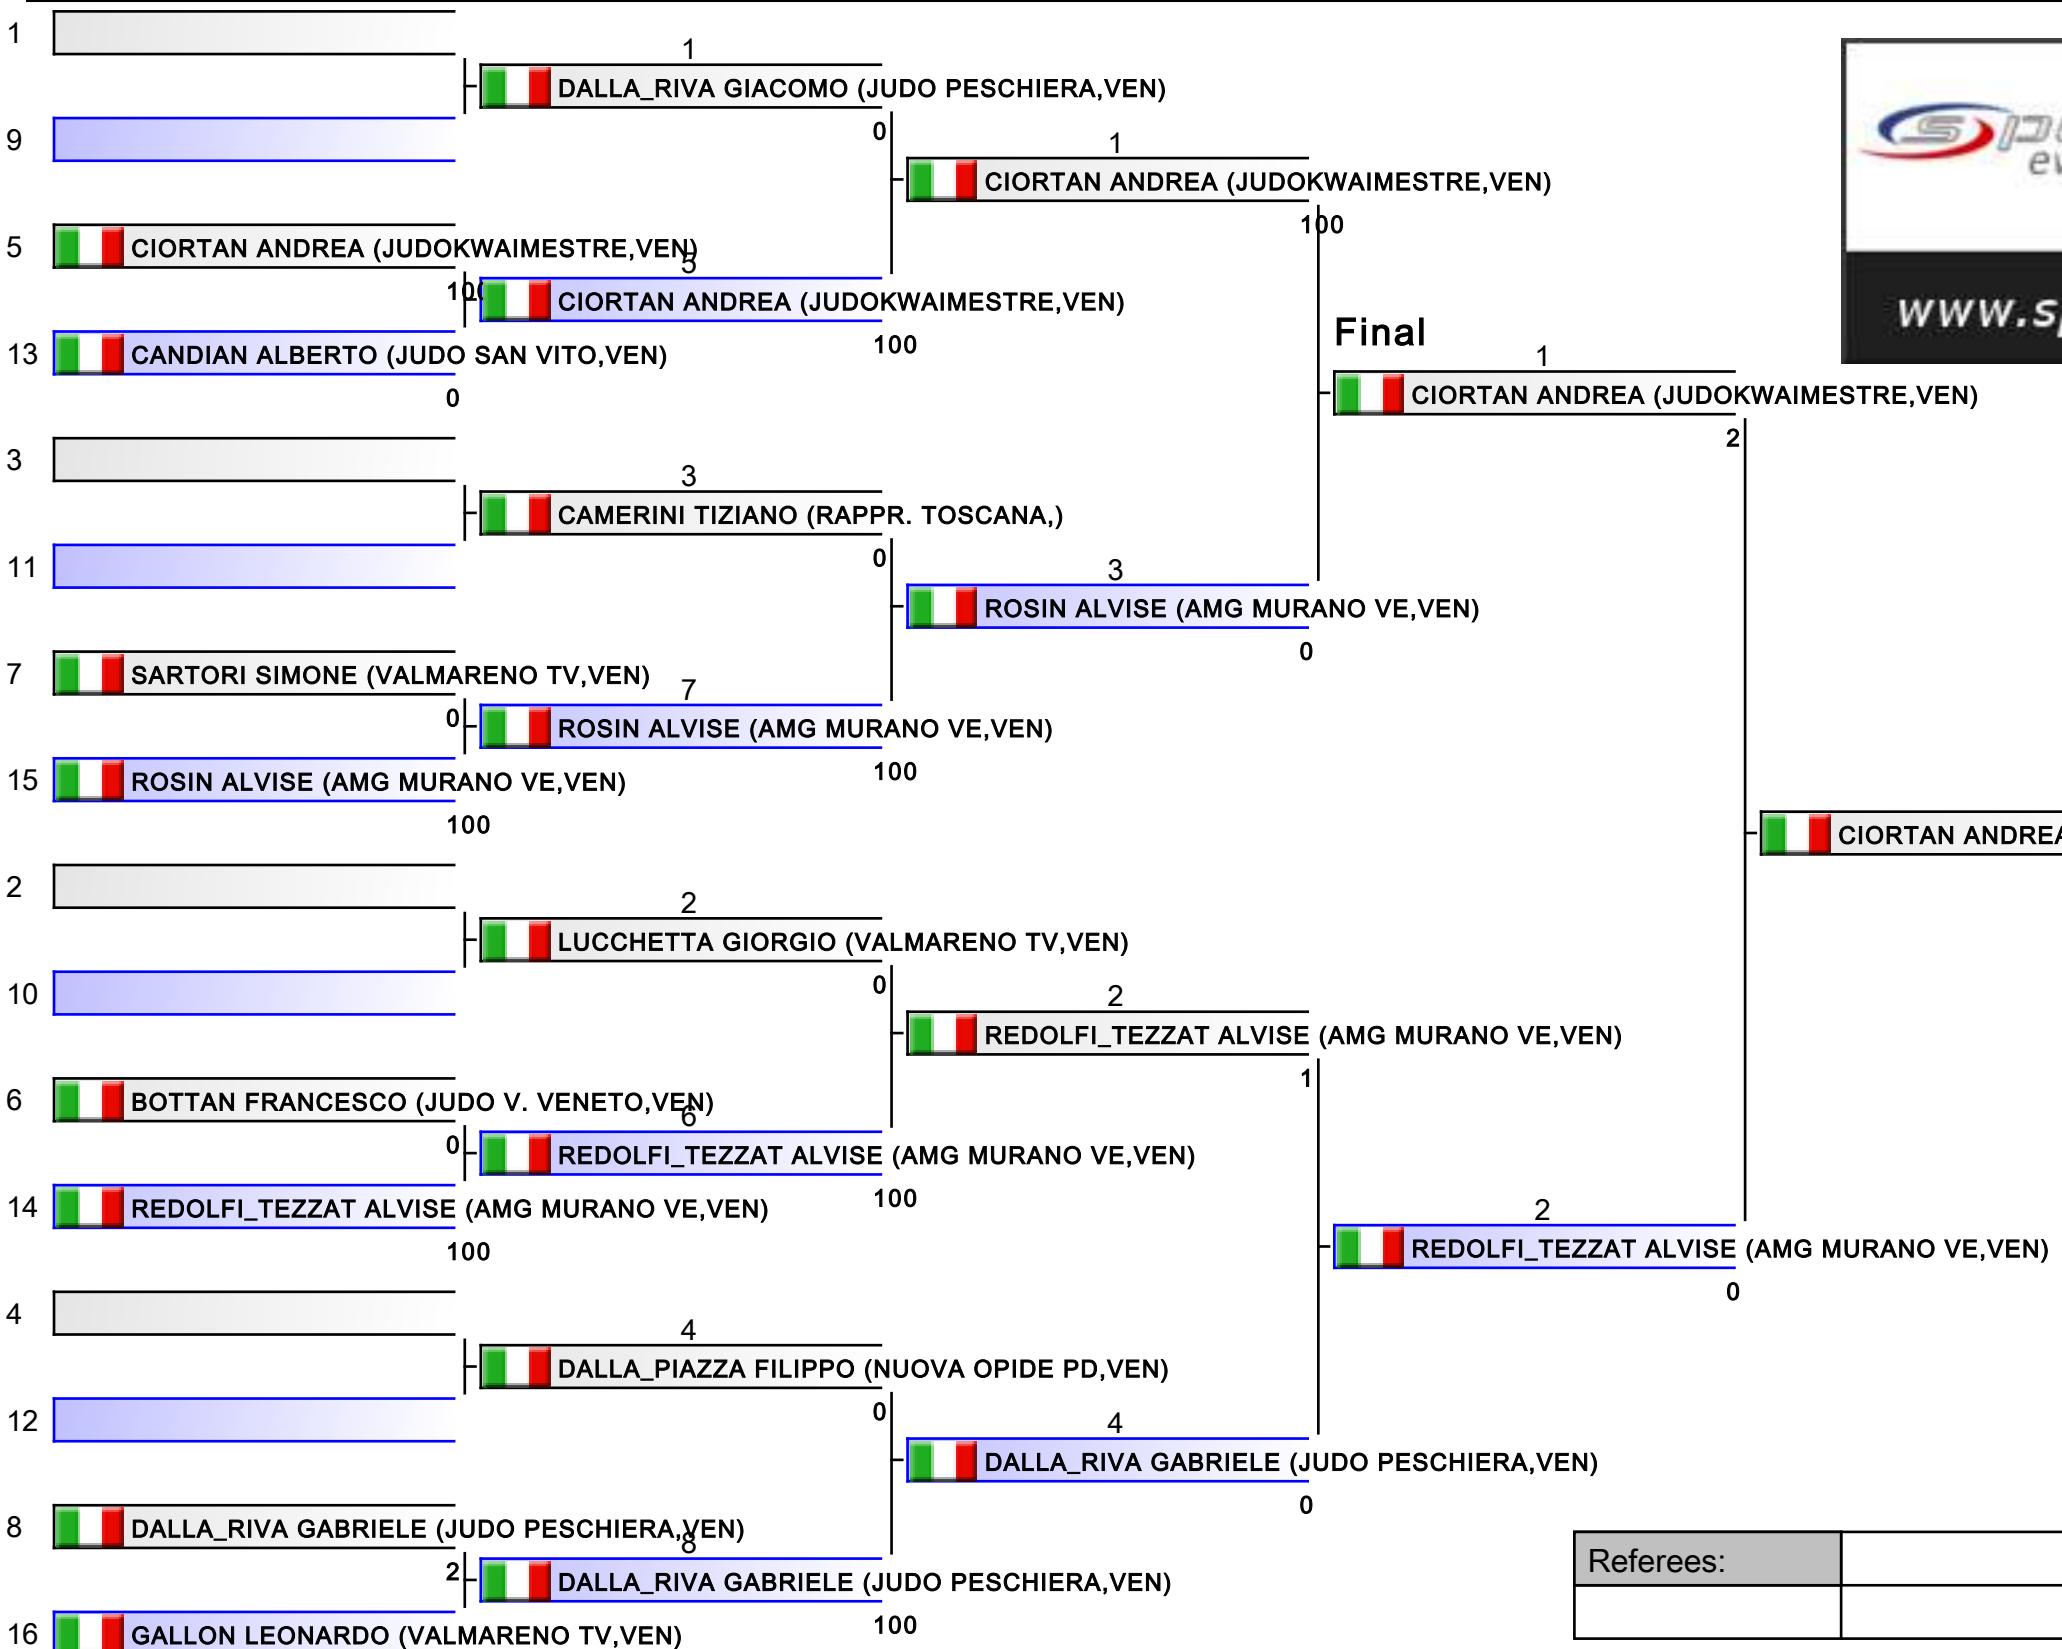 1
1
DALLA_RIVA GIACOMO (JUDO PESCHIERA,VEN)
0
9
1
CIORTAN ANDREA (JUDOKWAIMESTRE,VEN)
100
5
CIORTAN ANDREA (JUDOKWAIMESTRE,VEN)
5
100
CIORTAN ANDREA (JUDOKWAIMESTRE,VEN)
100
www.sp
Final
13
CANDIAN ALBERTO (JUDO SAN VITO,VEN)
0
1
CIORTAN ANDREA (JUDOKWAIMESTRE,VEN)
2
3
3
CAMERINI TIZIANO (RAPPR. TOSCANA,)
0
11
3
ROSIN ALVISE (AMG MURANO VE,VEN)
0
7
SARTORI SIMONE (VALMARENO TV,VEN)
0
7
ROSIN ALVISE (AMG MURANO VE,VEN)
100
15
ROSIN ALVISE (AMG MURANO VE,VEN)
100
CIORTAN ANDREA
2
2
LUCCHETTA GIORGIO (VALMARENO TV,VEN)
0
10
2
REDOLFI_TEZZAT ALVISE (AMG MURANO VE,VEN)
1
6
BOTTAN FRANCESCO (JUDO V. VENETO,VEN)
0
6
REDOLFI_TEZZAT ALVISE (AMG MURANO VE,VEN)
100
14
REDOLFI_TEZZAT ALVISE (AMG MURANO VE,VEN)
100
2
REDOLFI_TEZZAT ALVISE (AMG MURANO VE,VEN)
0
4
4
DALLA_PIAZZA FILIPPO (NUOVA OPIDE PD,VEN)
0
12
4
DALLA_RIVA GABRIELE (JUDO PESCHIERA,VEN)
0
8
DALLA_RIVA GABRIELE (JUDO PESCHIERA,VEN)
2
8
DALLA_RIVA GABRIELE (JUDO PESCHIERA,VEN)
100
16
GALLON LEONARDO (VALMARENO TV,VEN)
Referees: